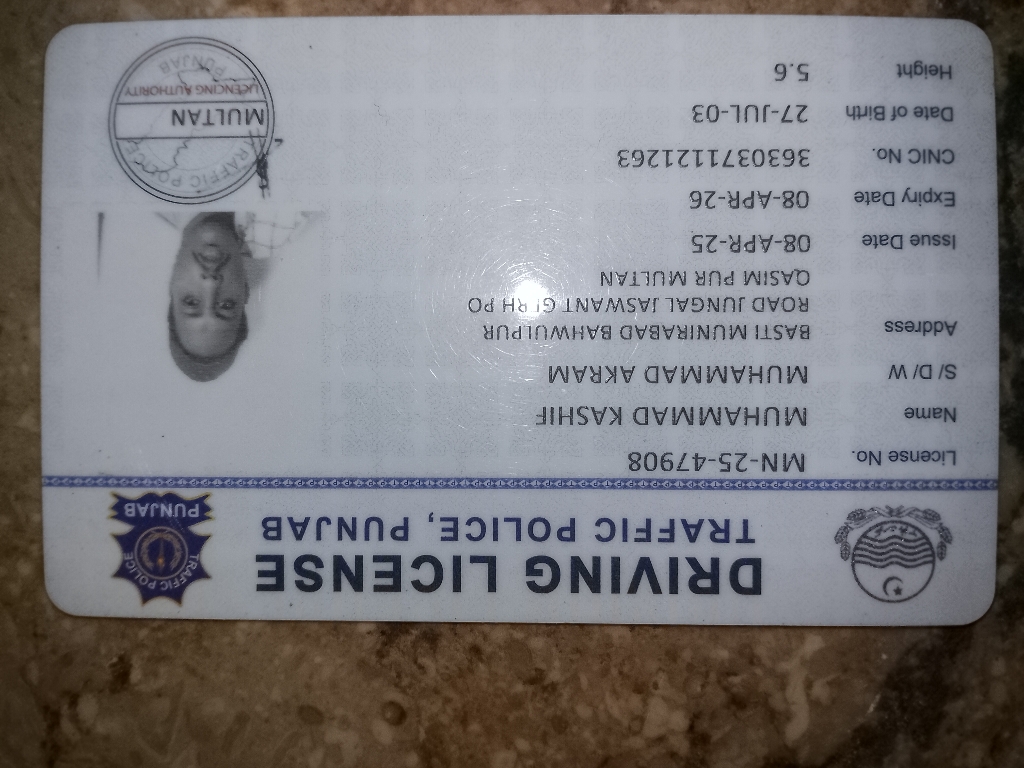 DRIVING LICENSE
TRAFFIC POLICE, PUNJAB
TRAFFIC POLICE
PUNJAB
License No. MN-25-47908
Name MUHAMMAD KASHIF
S/ D/ W MUHAMMAD AKRAM
Address BASTI MUNIRABAD BAHWULPUR
ROAD JUNGAL JASWANT GERH PO
QASIM PUR MULTAN
Issue Date 08-APR-25
Expiry Date 08-APR-26
CNIC No. 3630371121263
Date of Birth 27-JUL-03
Height 5.6
TRAFFIC POLICE
MULTAN
LICENCING AUTHORITY
PUNJAB